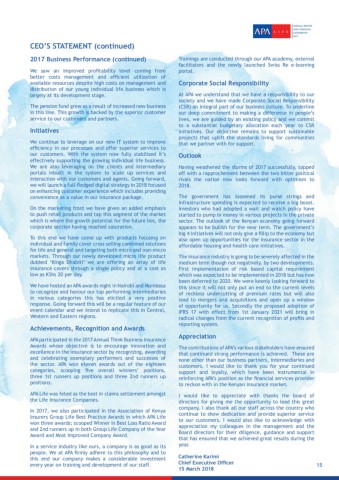 APA
LIFE
CEO'S STATEMENT (continued)
2017 Business Performance (continued)
We saw an improved profitability level coming from
better costs management and efficient utilization of
available resources despite high costs on management and
distribution of our young individual life business which is
largely at its development stage.
The pension fund grew as a result of increased new business
in this line. This growth is backed by the superior customer
service to our customers and partners.
Initiatives
We continue to leverage on our new IT system to improve
efficiency in our processes and offer superior services to
our customers. With the system now fully stabilized it's
effectively supporting the growing individual life business.
We are also leveraging on the clients and intermediary
portals inbuilt in the system to scale up services and
interaction with our customers and agents. Going forward,
we will launch a full-fledged digital strategy in 2018 focused
on enhancing customer experience which includes providing
convenience as a value in our insurance package.
On the marketing front we have given an added emphasis
to push retail products and tap this segment of the market
which is where the growth potential for the future lies, the
corporate sector having reached saturation.
To this end we have come up with products focusing on
individual and family cover cross selling combined solutions
for life and general and targeting both micro and non micro
markets. Through our newly developed micro life product
dubbed "Kinga Shabiri" we are offering an array of life
insurance covers through a single policy and at a cost as
low as KShs 20 per day.
We have hosted an APA awards night in Nairobi and Mombasa
to recognize and honour our top performing intermediaries
in various categories this has elicited a very positive
response. Going forward this will be a regular feature of our
event calendar and we intend to replicate this in Central,
Western and Eastern regions.
Achievements, Recognition and Awards
APA participated in the 2017 Annual Think Business Insurance
Awards whose objective is to encourage innovation and
excellence in the insurance sector by recognizing, awarding
and celebrating exemplary performers and successes of
the sector. APA won eleven awards out of the eighteen
categories, scooping five overall winners' positions,
three 1st runners up positions and three 2nd runners up
positions.
APA Life was feted as the best in claims settlement amongst
the Life Insurance Companies.
In 2017, we also participated in the Association of Kenya
Insurers Group Life Best Practice Awards in which APA Life
won three awards; scooped Winner in Best Loss Ratio Award
and 2nd runners up in both Group Life Company of the Year
Award and Most Improved Company Award.
In a service industry like ours, a company is as good as its
people. We at APA firmly adhere to this philosophy and to
this end our company makes a considerable investment
every year on training and development of our staff.
Trainings are conducted through our APA academy, external
facilitators and the newly launched Swiss Re e-learning
portal.
Corporate Social Responsibility
At APA we understand that we have a responsibility to our
society and we have made Corporate Social Responsibility
(CSR) an integral part of our business culture. To underline
our deep commitment to making a difference in people's
lives, we are guided by an existing policy and we commit
to a substantial budgetary allocation each year to CSR
initiatives. Our objective remains to support sustainable
projects that uplift the standards living for communities
that we partner with for support.
Outlook
Having weathered the storms of 2017 successfully, topped
off with a rapprochement between the two bitter political
rivals the nation now looks forward with optimism to
2018.
The government has loosened its purse strings and
infrastructure spending is expected to receive a big boost.
Investors who had adopted a wait and watch policy have
started to pump in money in various projects in the private
sector. The outlook of the Kenyan economy going forward
appears to be bullish for the near term. The government's
big 4 initiatives will not only give a fillip to the economy but
also open up opportunities for the insurance sector in the
affordable housing and health care initiatives.
The insurance industry is going to be severely affected in the
medium term though not negatively, by two developments,
first implementation of risk based capital requirement
which was expected to be implemented in 2018 but has now
been deferred to 2020. We were keenly looking forward to
this since it will not only put an end to the current levels
of reckless undercutting of premium rates but will also
lead to mergers and acquisitions and open up a window
of opportunity for us. Secondly the proposed adoption of
IFRS 17 with effect from 1st January 2021 will bring in
radical changes from the current recognition of profits and
reporting system.
Appreciation
The contributions of APA's various stakeholders have ensured
that continued strong performance is achieved. These are
none other than our business partners, intermediaries and
customers. I would like to thank you for your continued
support and loyalty, which have been instrumental in
reinforcing APA's position as the financial services provider
to reckon with in the Kenyan insurance market.
I would like to appreciate with thanks the board of
directors for giving me the opportunity to lead this great
company. I also thank all our staff across the country who
continue to show dedication and provide superior service
to our customers. I would also like to acknowledge with
appreciation my colleagues in the management and the
Board directors for their diligence, guidance and support
that has ensured that we achieved great results during the
year.
Catherine Karimi
Chief Executive Officer
15 March 2018
15